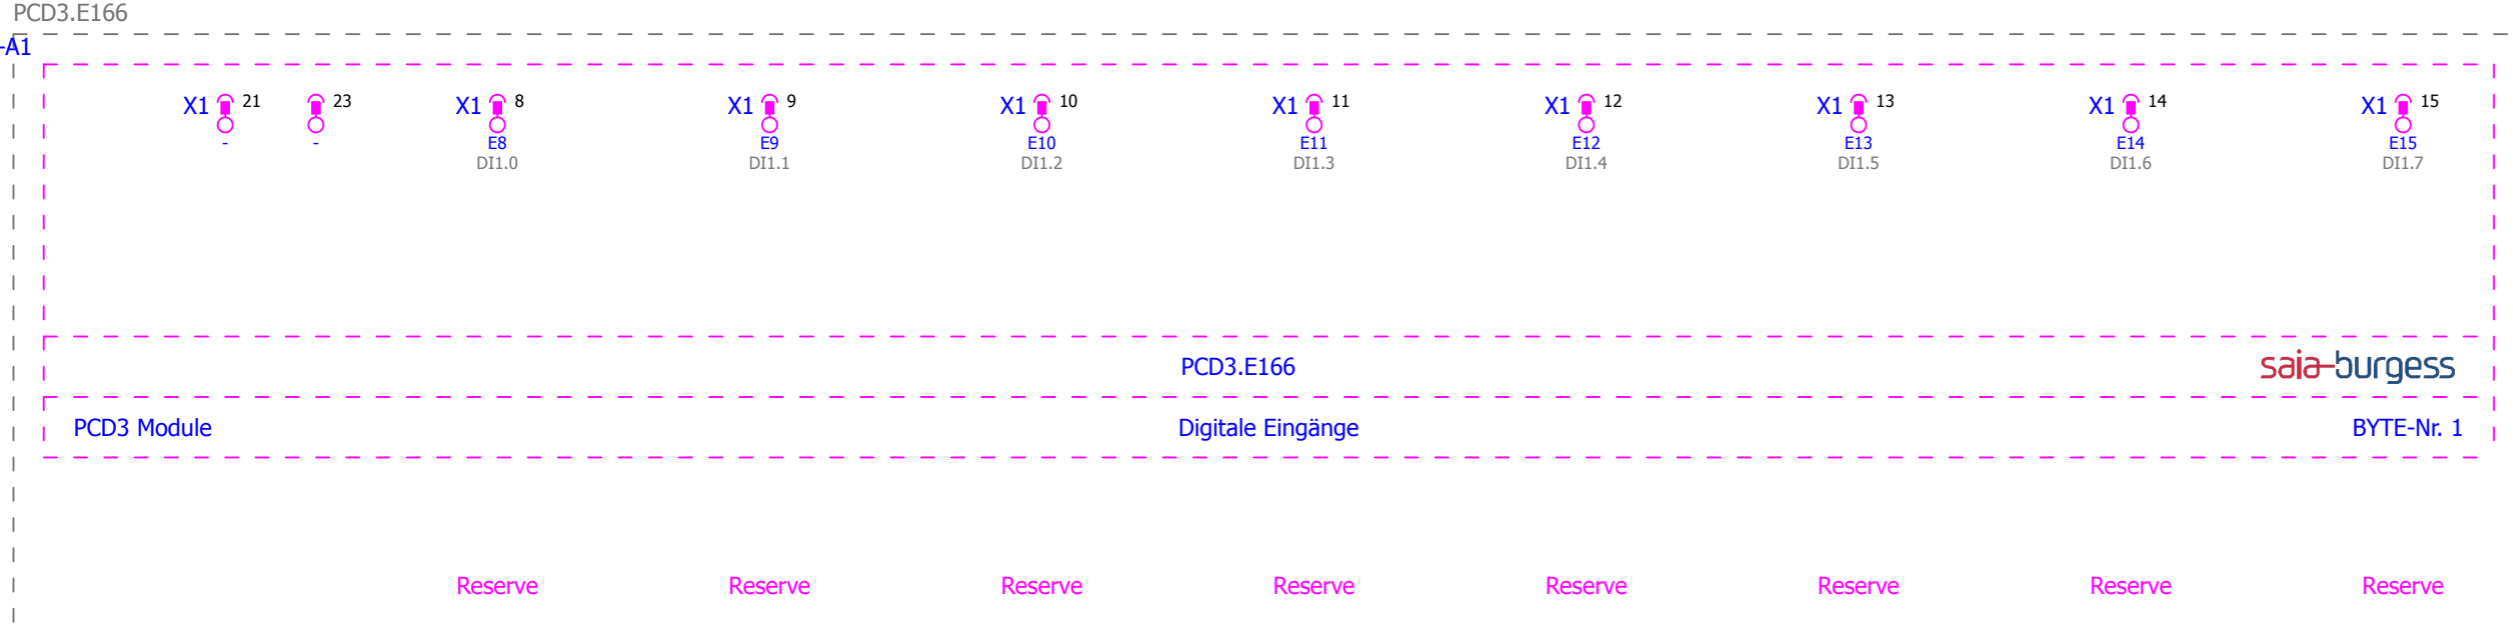 PCD3.E166
-A1
X1 21 23 X1 8 X1 9 X1 10 X1 11 X1 12 X1 13 X1 14 X1 15
- - E8 E9 E10 E11 E12 E13 E14 E15
DI1.0 DI1.1 DI1.2 DI1.3 DI1.4 DI1.5 DI1.6 DI1.7
PCD3.E166 saia-burgess
PCD3 Module Digitale Eingänge BYTE-Nr. 1
Reserve Reserve Reserve Reserve Reserve Reserve Reserve Reserve